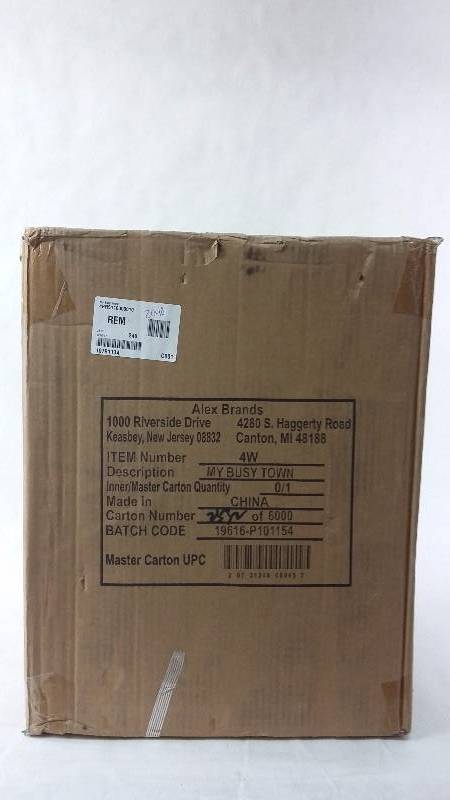 REM
Alex Brands
1000 Riverside Drive 4280 S. Haggerty Road
Keasbey, New Jersey 08832 Canton, MI 48188
ITEM Number 4W
Description MY BUSY TOWN
Inner/Master Carton Quantity 0/1
Made in CHINA
Carton Number of 6000
BATCH CODE 19616-P101154
Master Carton UPC